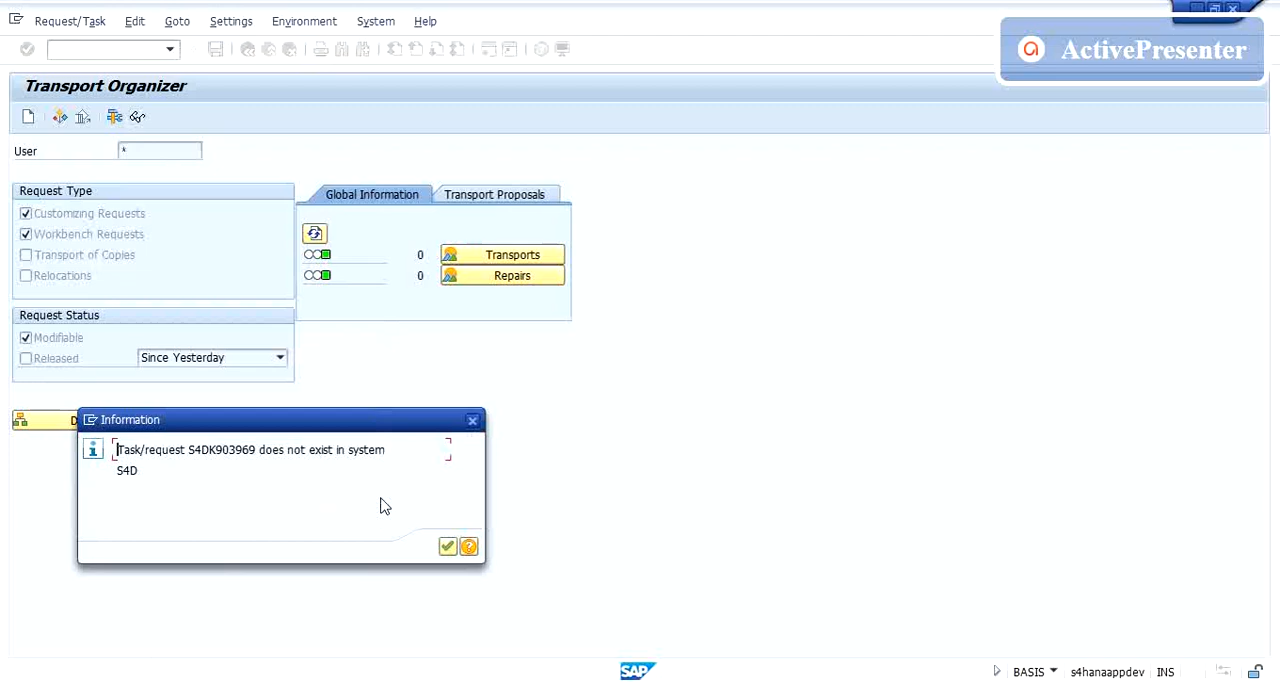 Request/Task Edit Goto Settings Environment System Help
ActivePresenter
Transport Organizer
User *
Request Type
Customizing Requests
Workbench Requests
Transport of Copies
Relocations
Global Information Transport Proposals
0 Transports
0 Repairs
Request Status
Modifiable
Released Since Yesterday
D
Information
Task/request S4DK903969 does not exist in system
S4D
SAP
BASIS s4hanaappdev INS